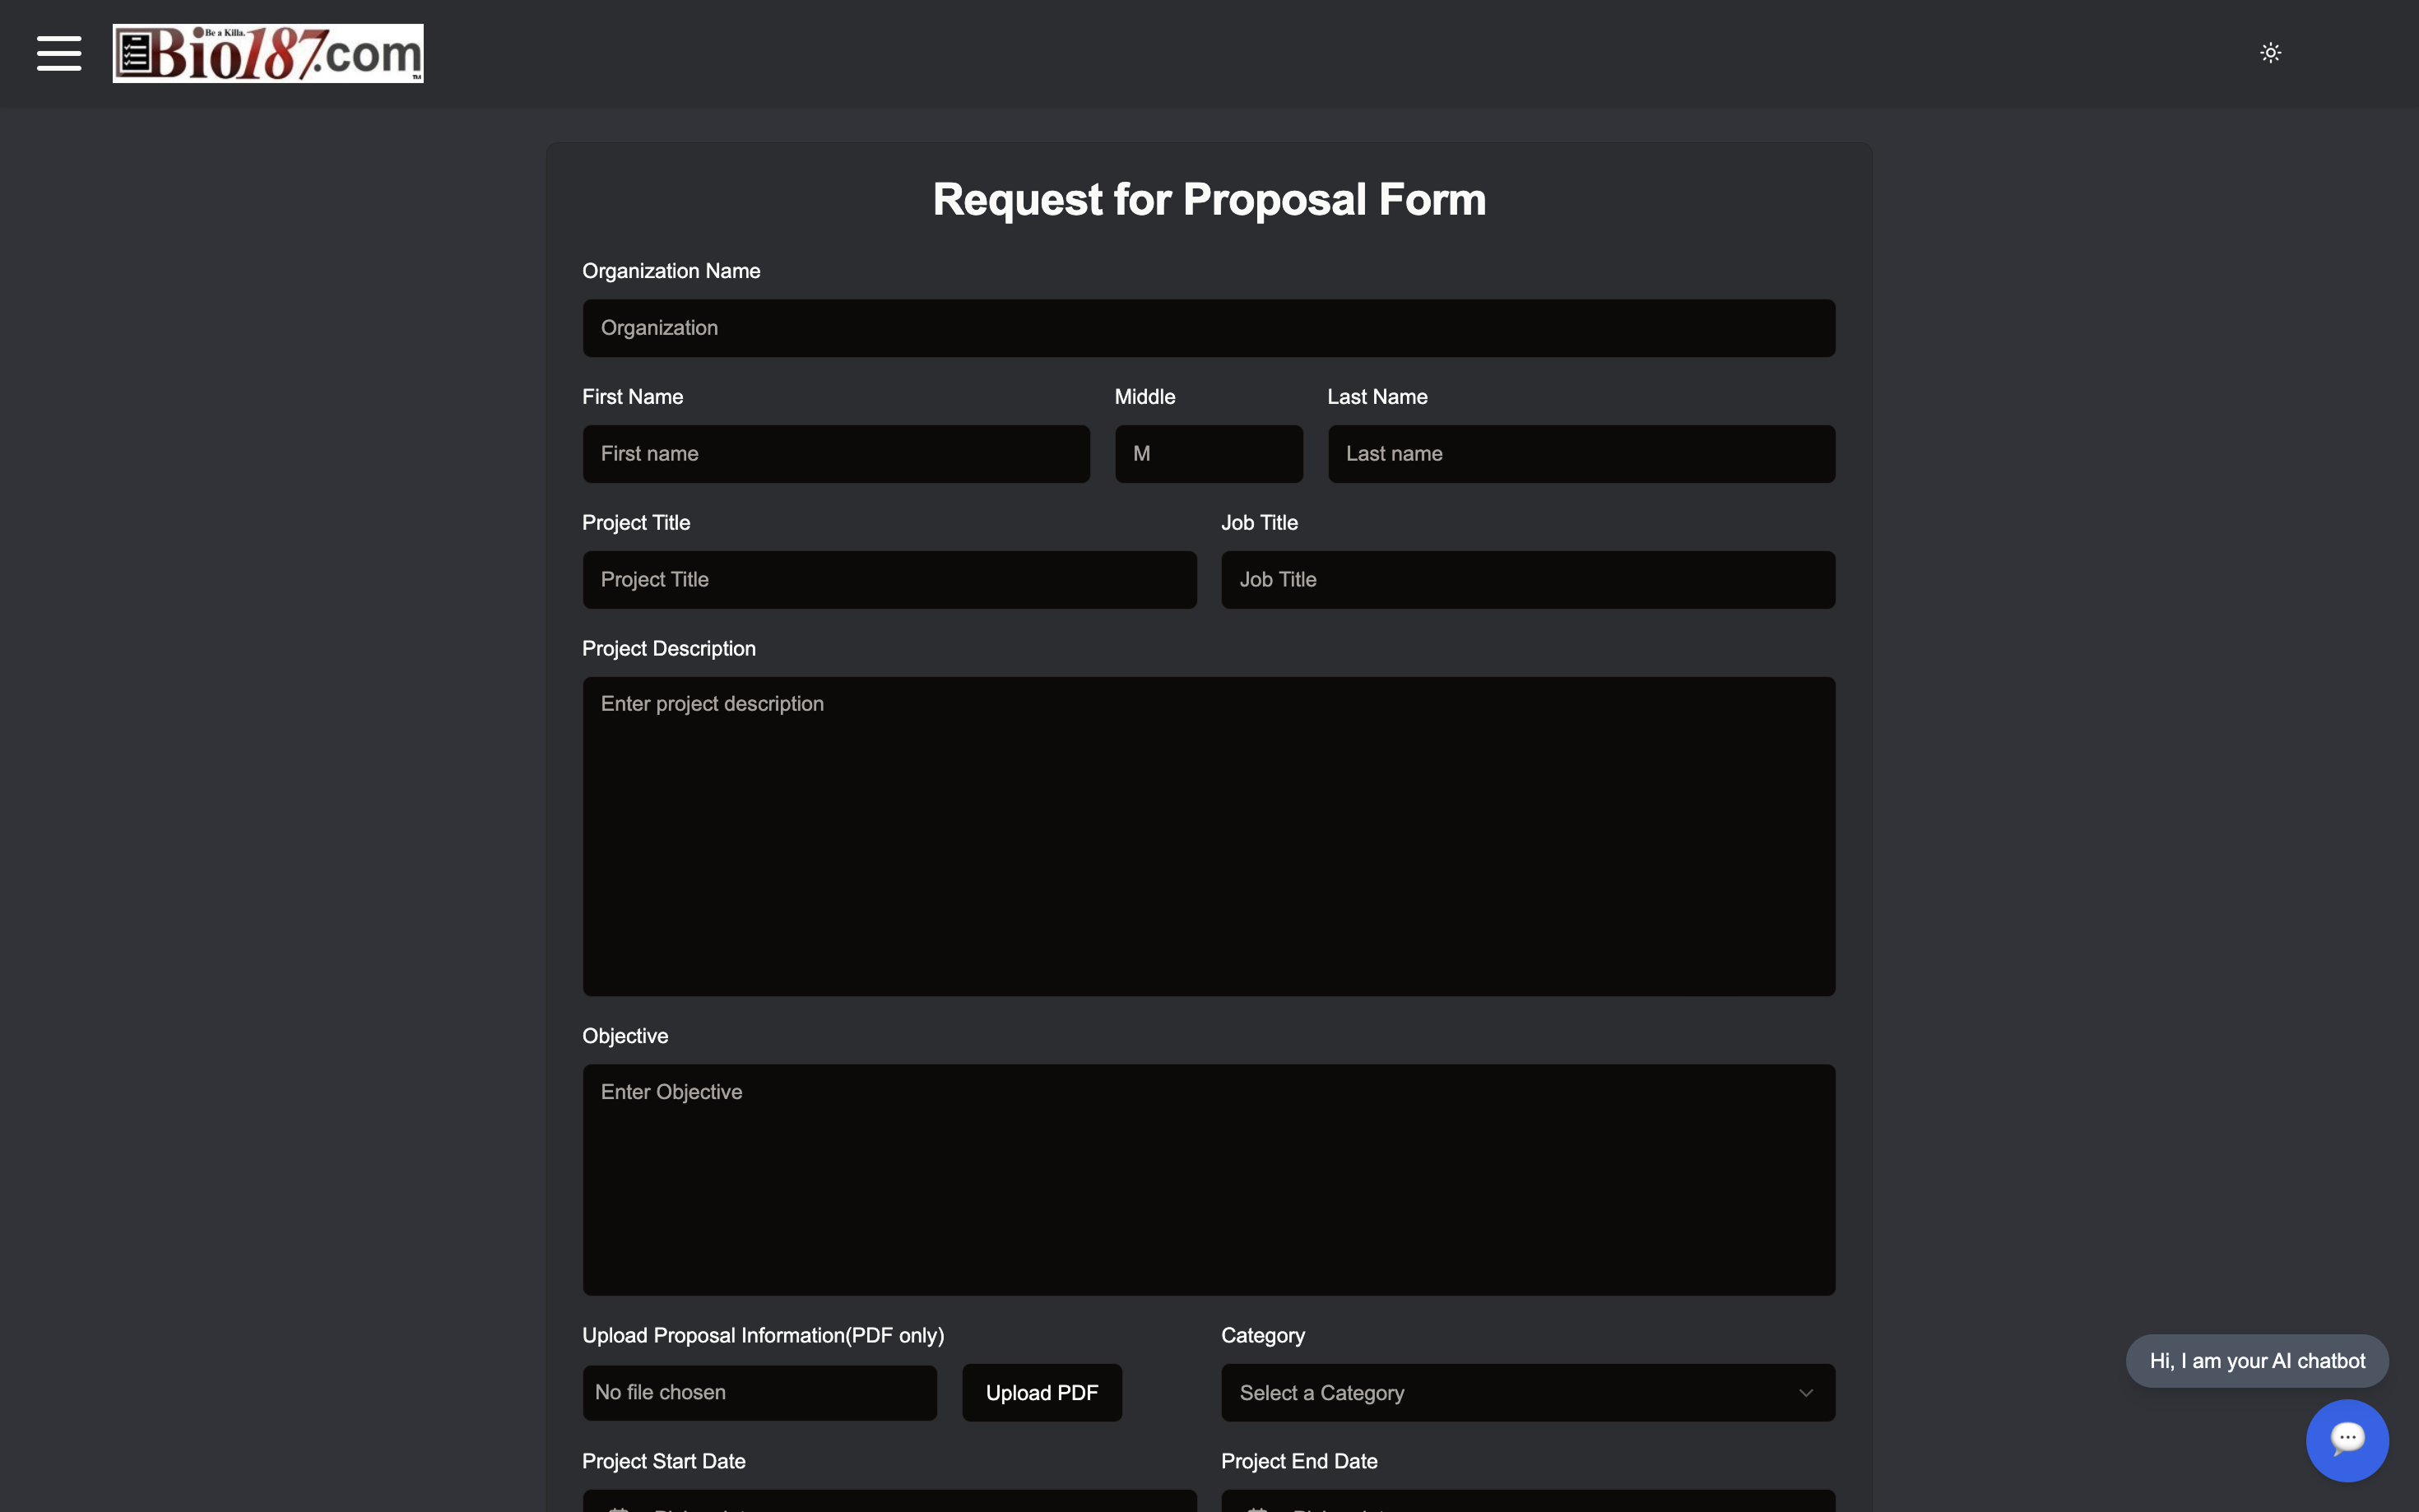 Be a Killa.
Bio187.com
TM
Request for Proposal Form
Organization Name
Organization
First Name Middle Last Name
First name M Last name
Project Title Job Title
Project Title Job Title
Project Description
Enter project description
Objective
Enter Objective
Upload Proposal Information(PDF only) Category
No file chosen Upload PDF Select a Category
Hi, I am your AI chatbot
Project Start Date Project End Date